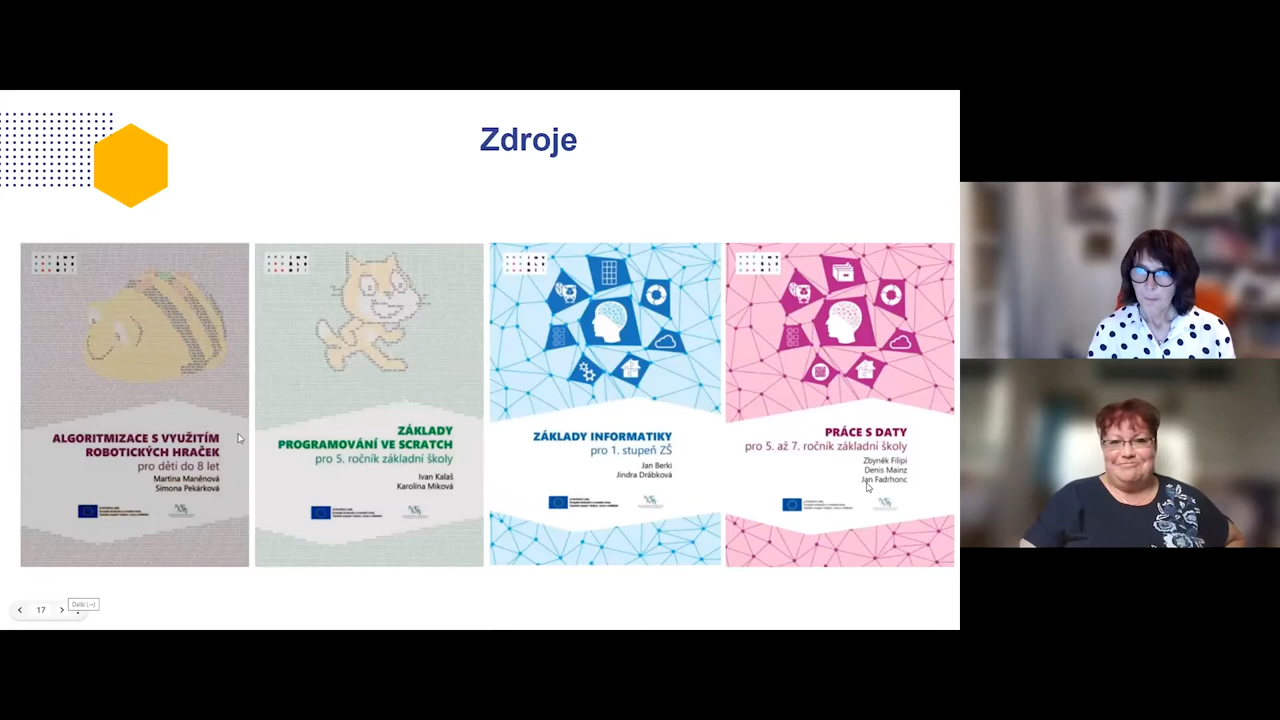 Zdroje
ALGORITMIZACE S VYUŽITÍM
ROBOTICKÝCH HRAČEK
pro děti do 8 let
Martina Maněnová
Simona Pekárková
ZÁKLADY
PROGRAMOVÁNÍ VE SCRATCH
pro 5. ročník základní školy
Ivan Kalaš
Karolína Miková
ZÁKLADY INFORMATIKY
pro 1. stupeň ZŠ
Jan Berki
Jindra Drábková
PRÁCE S DATY
pro 5. až 7. ročník základní školy
Zbyněk Filipi
Denis Mainz
Jan Fadrhonc
17
Další (→)